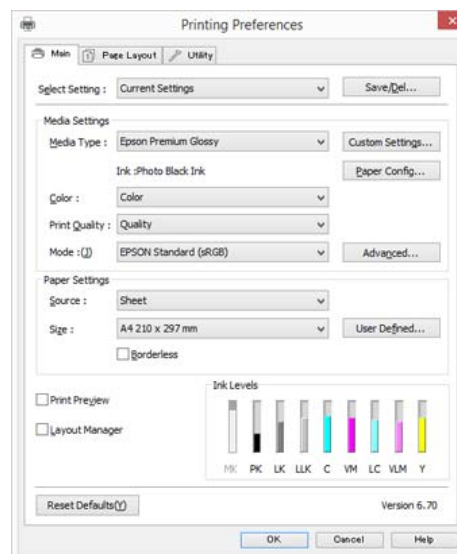 Printing Preferences
Main Page Layout Utility
Select Setting : Current Settings Save/Del...
Media Settings
Media Type : Epson Premium Glossy Custom Settings...
Ink :Photo Black Ink Paper Config...
Color : Color
Print Quality : Quality
Mode :(J) EPSON Standard (sRGB) Advanced...
Paper Settings
Source : Sheet
Size : A4 210 x 297 mm User Defined...
Borderless
Ink Levels
Print Preview
Layout Manager
MK PK LK LLK C VM LC VLM Y
Reset Defaults(Y) Version 6.70
OK Cancel Help